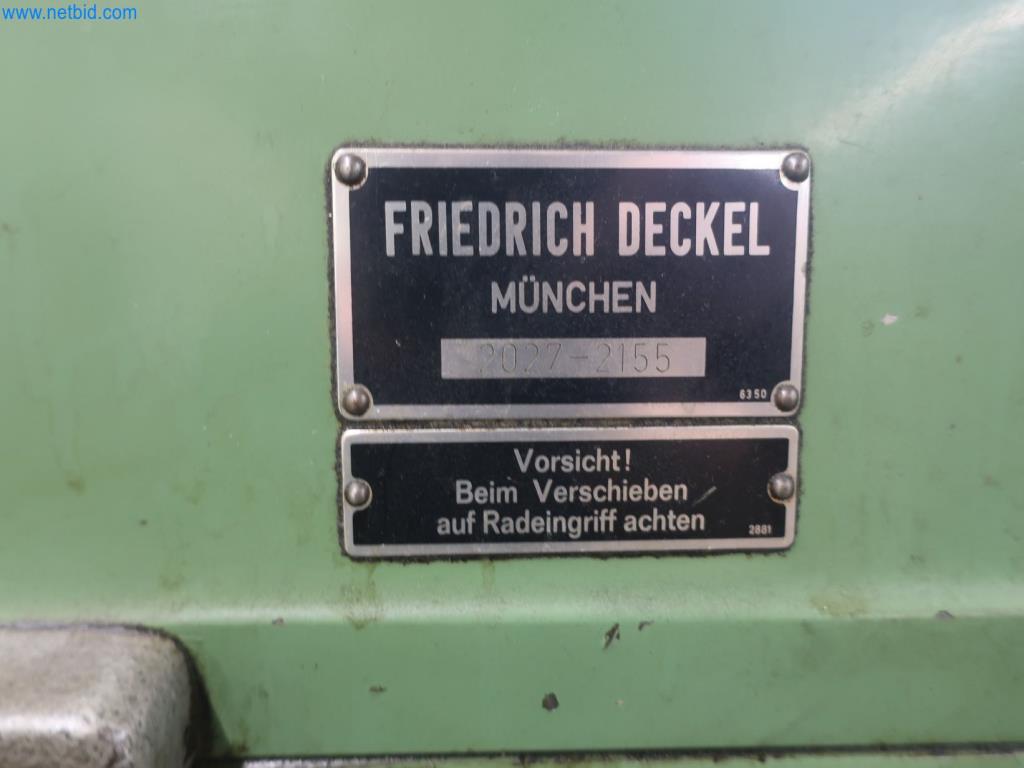 www.netbid.com
FRIEDRICH DECKEL
MÜNCHEN
2027-2155
6350
Vorsicht!
Beim Verschieben
auf Radeingriff achten
2881